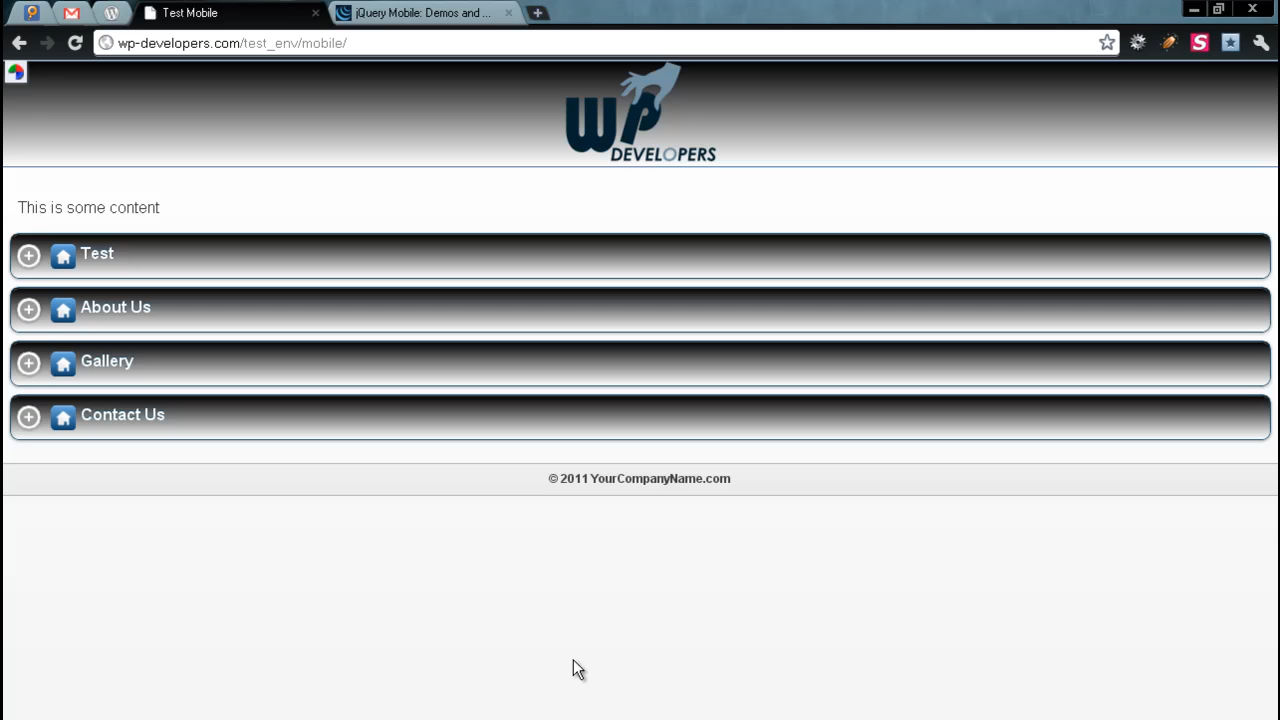 Test Mobile
jQuery Mobile: Demos and ...
wp-developers.com/test_env/mobile/
S
WP
DEVELOPERS
This is some content
Test
About Us
Gallery
Contact Us
© 2011 YourCompanyName.com